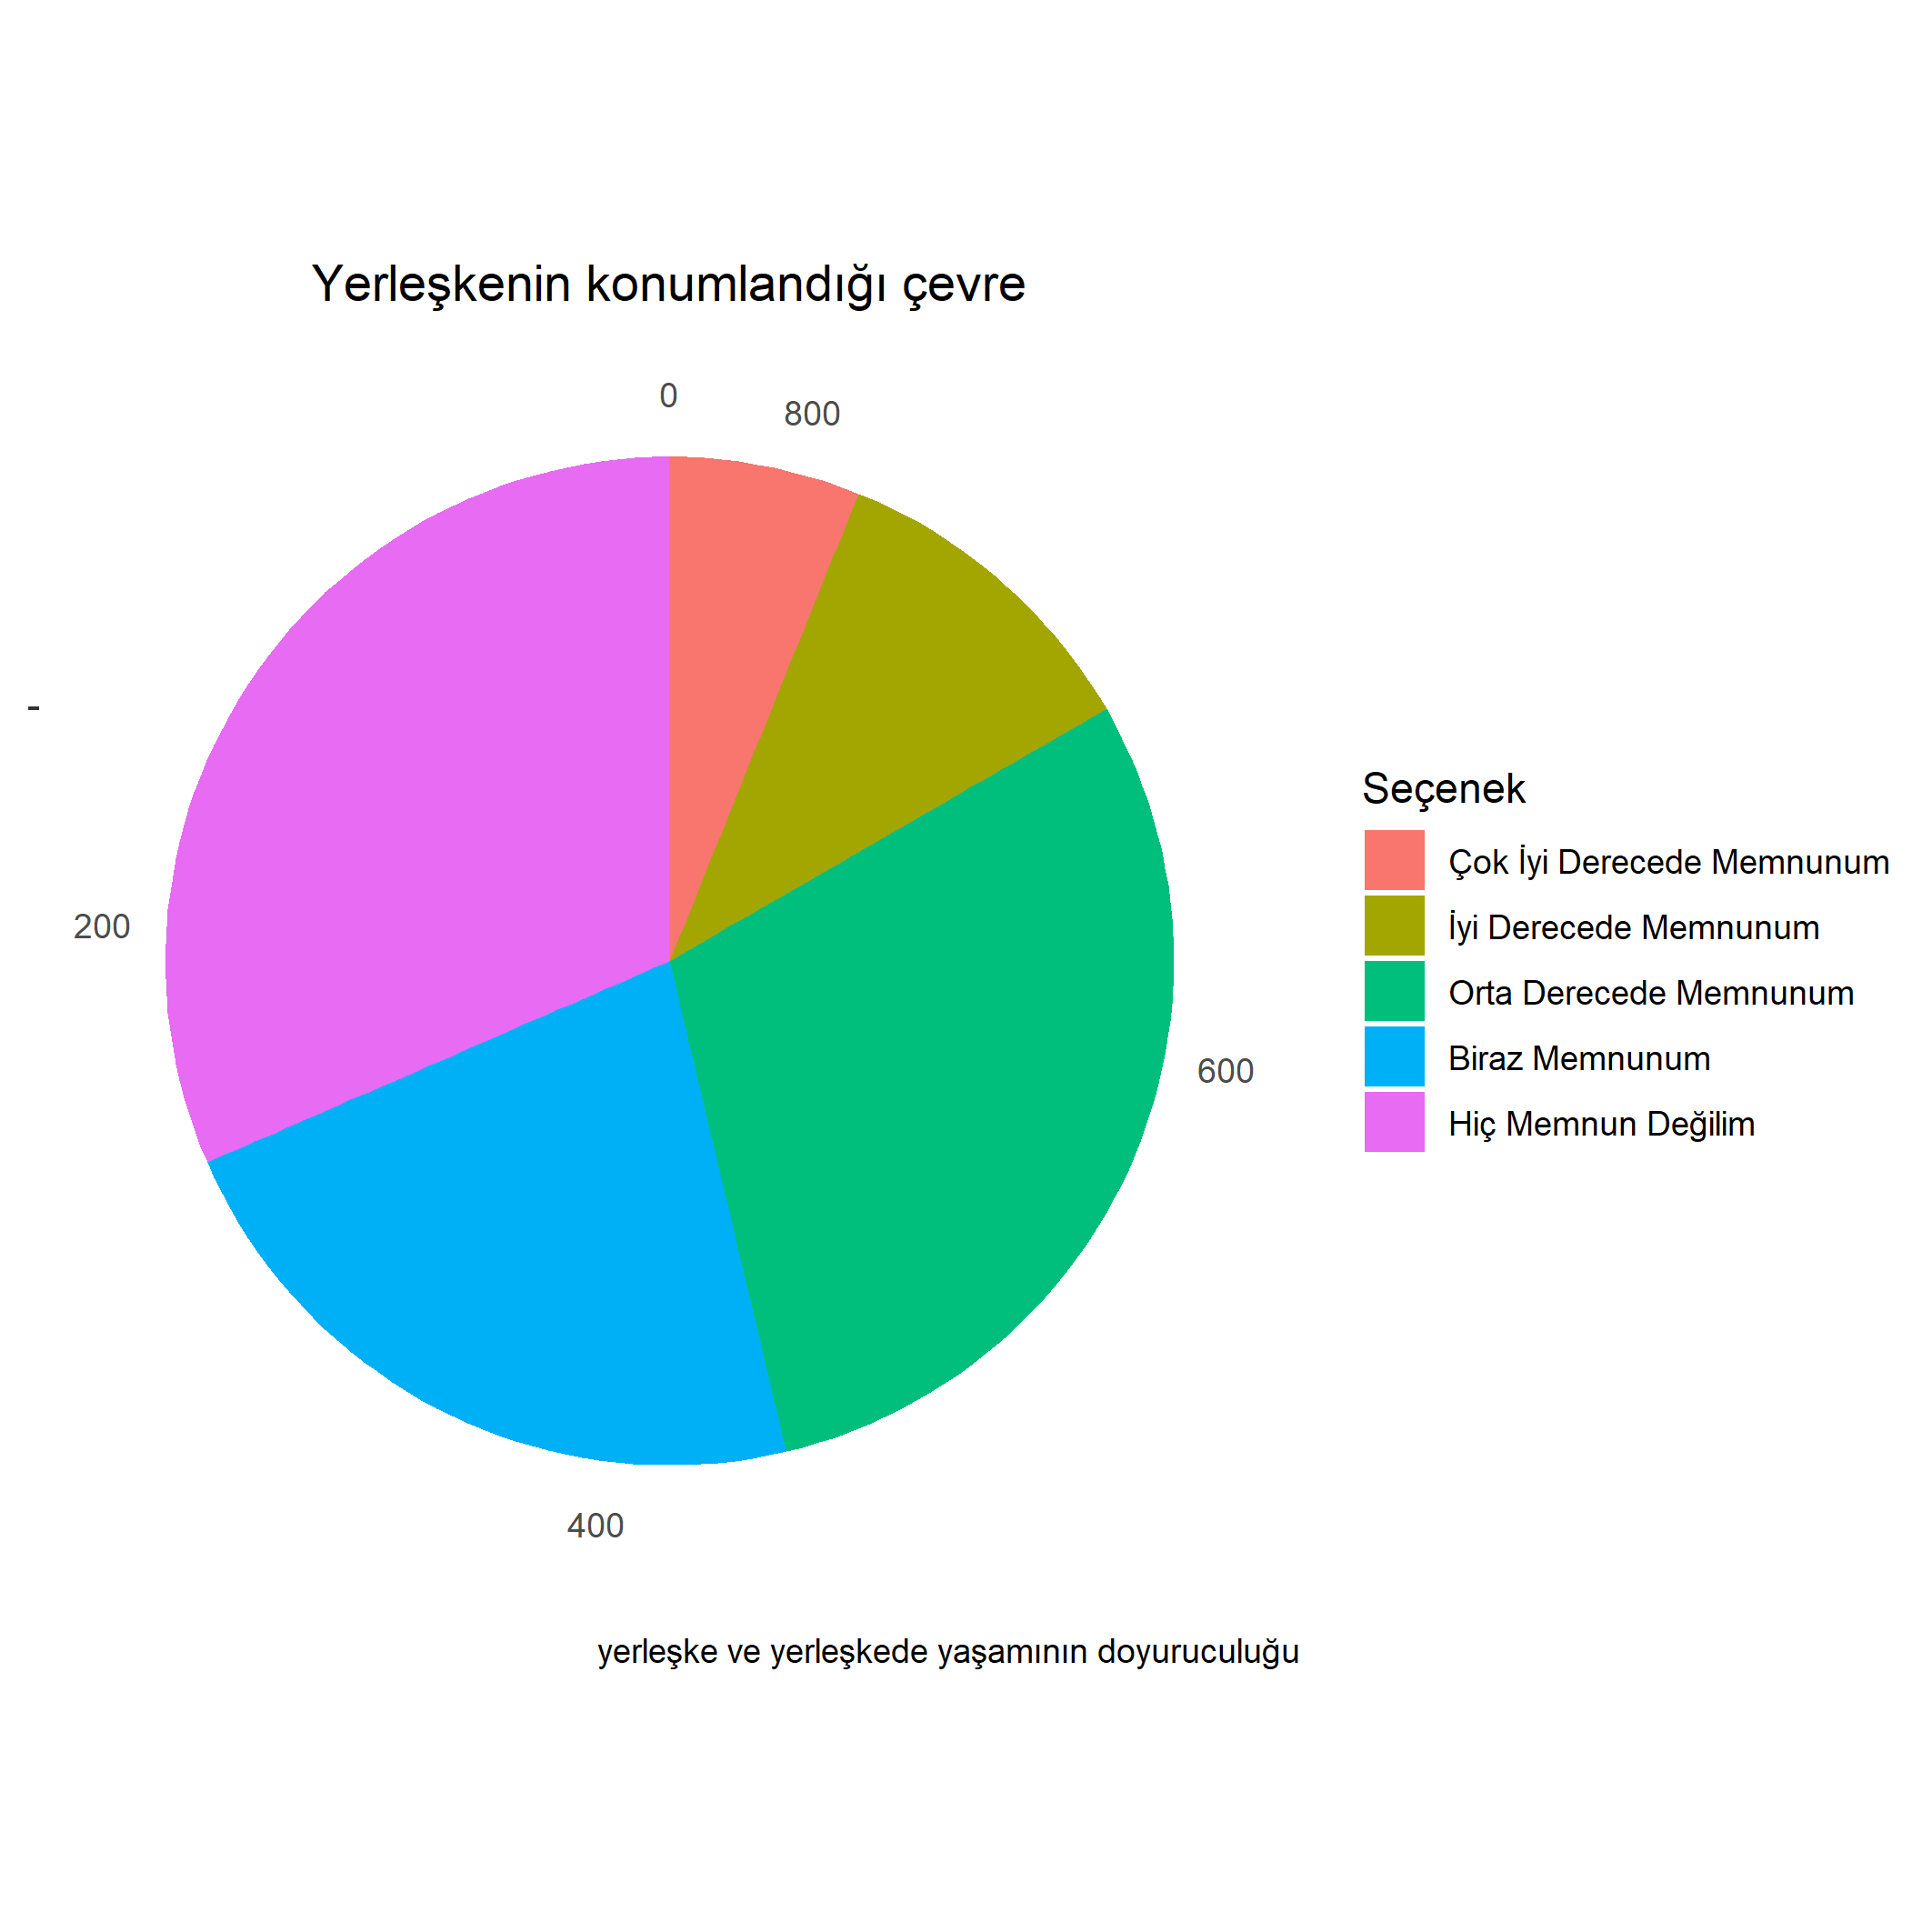 Yerleşkenin konumlandığı çevre
0
800
-
200
600
400
Seçenek
Çok İyi Derecede Memnunum
İyi Derecede Memnunum
Orta Derecede Memnunum
Biraz Memnunum
Hiç Memnun Değilim
yerleşke ve yerleşkede yaşamının doyuruculuğu